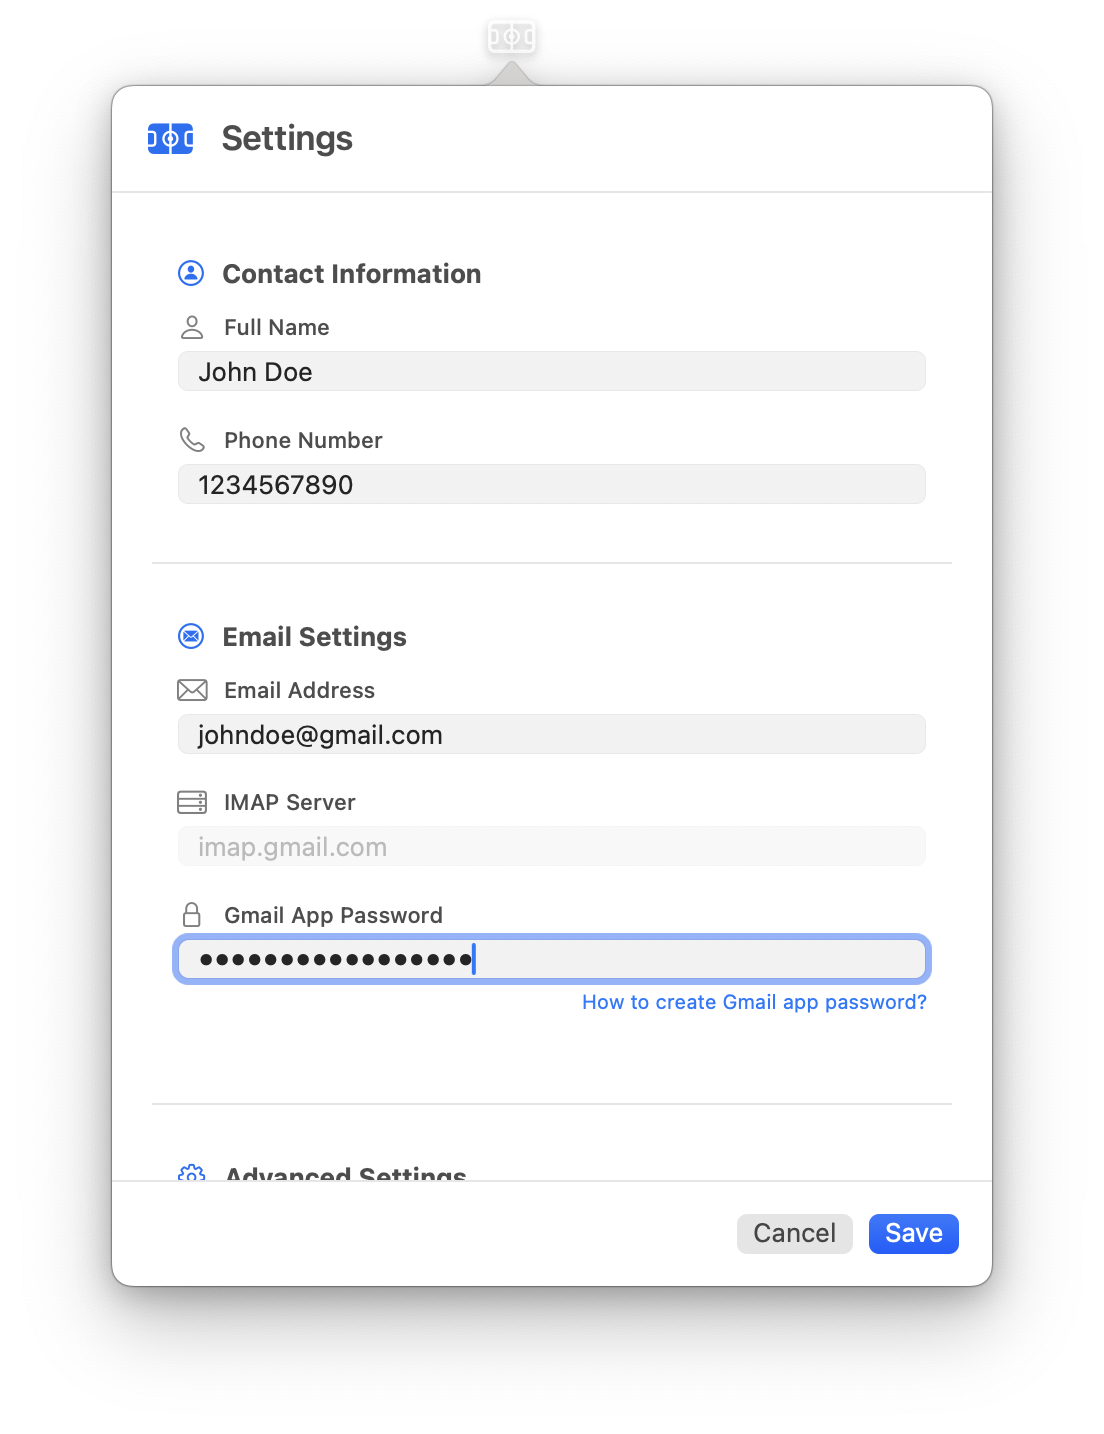 Settings
Contact Information
Full Name
John Doe
Phone Number
1234567890
Email Settings
Email Address
johndoe@gmail.com
IMAP Server
imap.gmail.com
Gmail App Password
•••••••••••••••••
How to create Gmail app password?
Advanced Settings
Cancel
Save